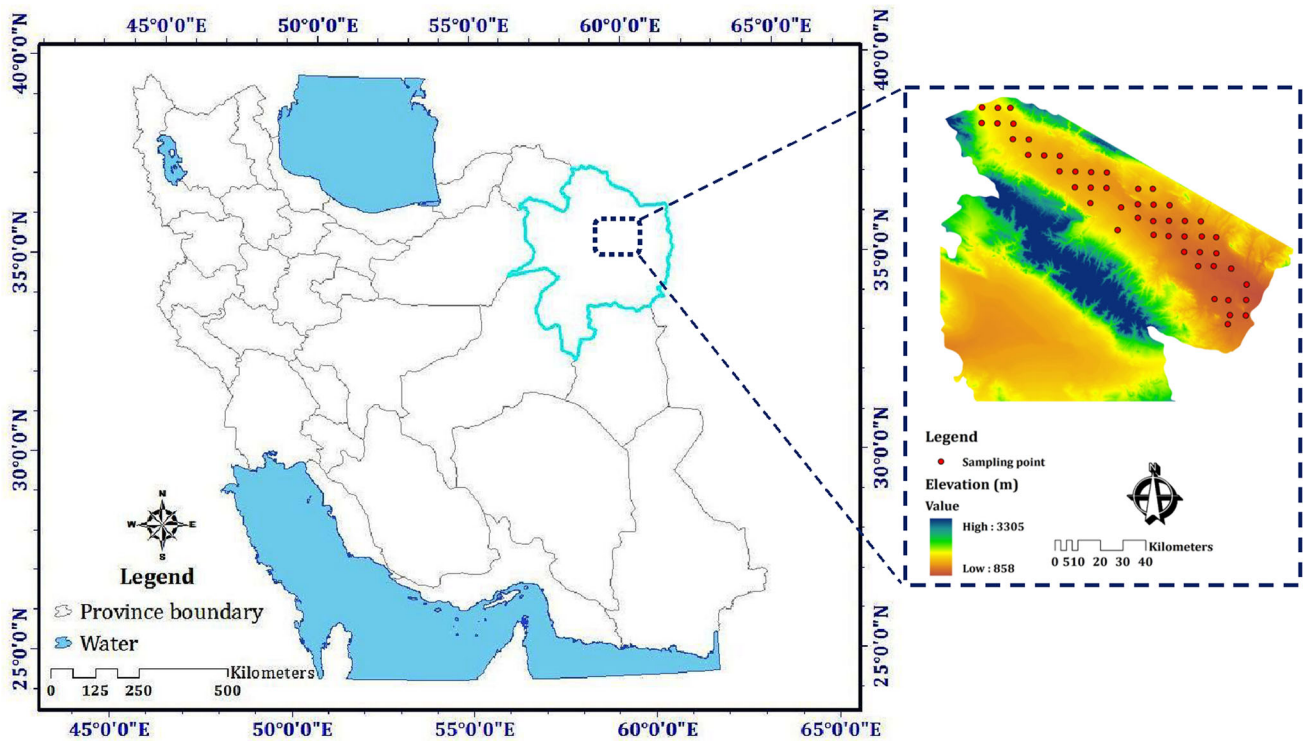 45°0'0"E 50°0'0"E 55°0'0"E 60°0'0"E 65°0'0"E
40°0'0"N
35°0'0"N
30°0'0"N
25°0'0"N
40°0'0"N
35°0'0"N
30°0'0"N
25°0'0"N
N
W E
S
Legend
Province boundary
Water
Kilometers
0 125 250 500
45°0'0"E 50°0'0"E 55°0'0"E 60°0'0"E 65°0'0"E
Legend
Sampling point
Elevation (m)
Value
High : 3305
Low : 858
N
Kilometers
0 510 20 30 40